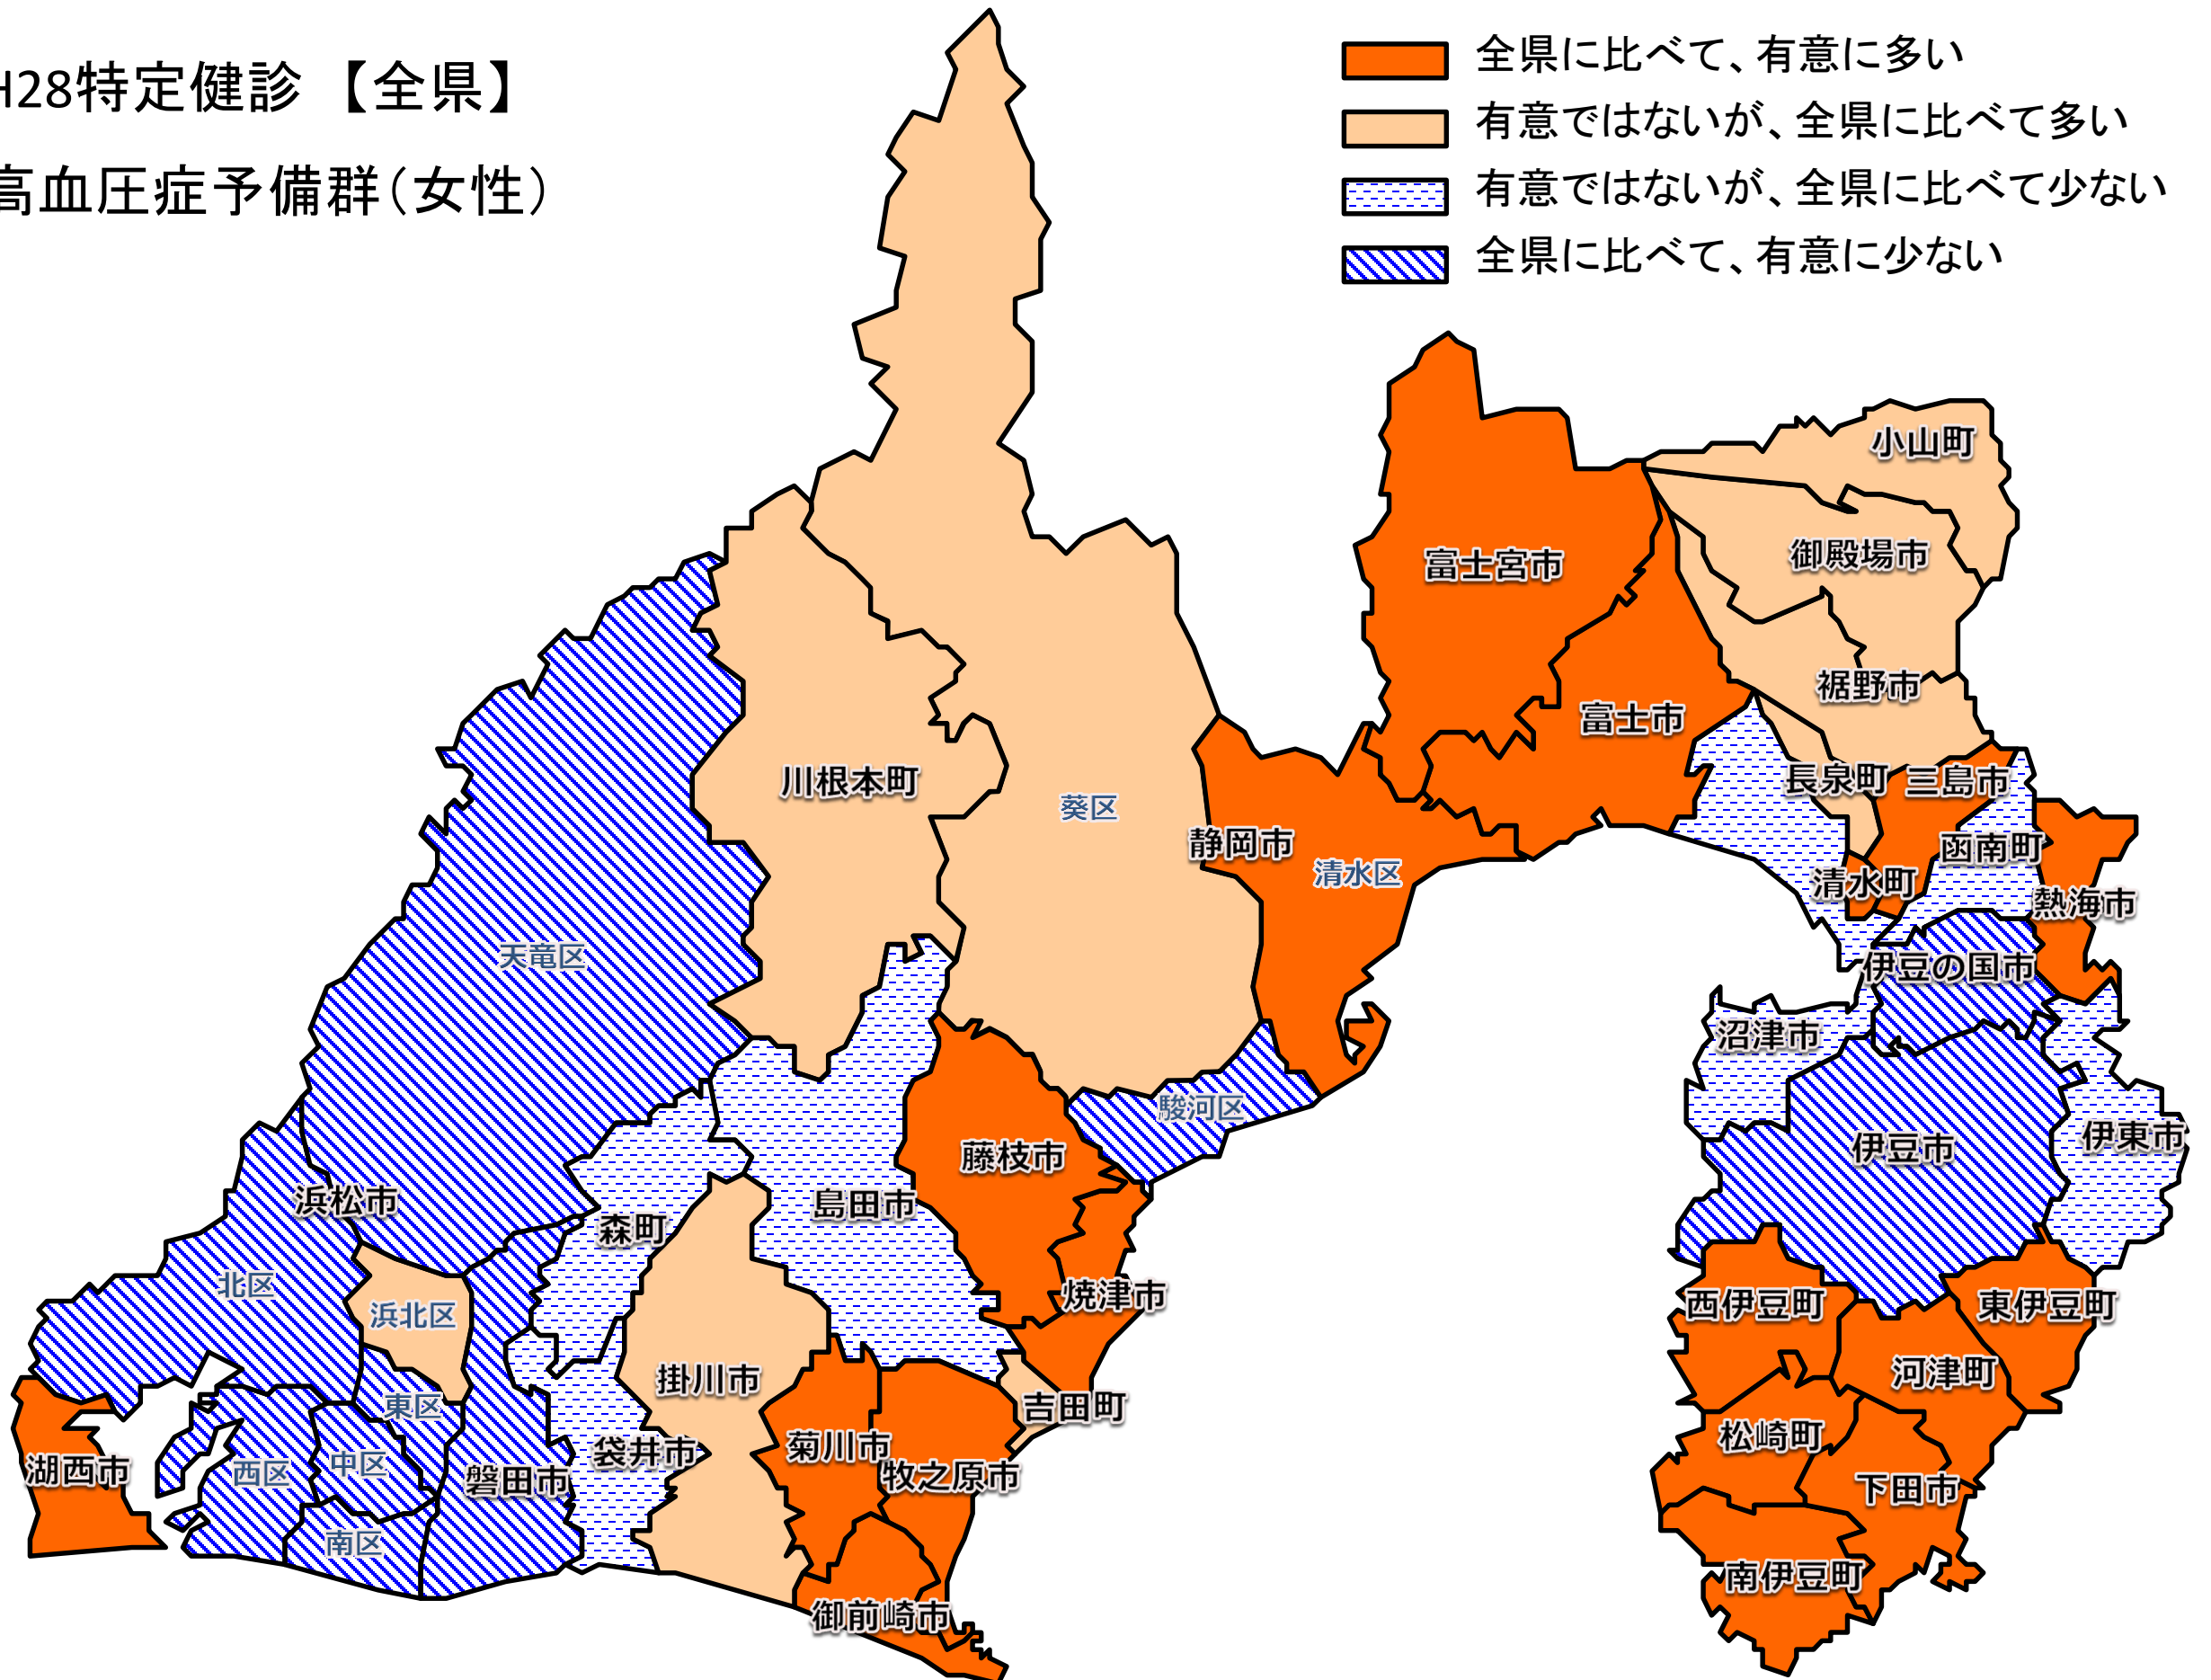 H28特定健診 【全県】
高血圧症予備群（女性）
全県に比べて、有意に多い
有意ではないが、全県に比べて多い
有意ではないが、全県に比べて少ない
全県に比べて、有意に少ない
小山町
御殿場市
富士宮市
裾野市
富士市
川根本町
長泉町
三島市
葵区
静岡市
函南町
清水区
清水町
熱海市
天竜区
伊豆の国市
沼津市
駿河区
伊東市
伊豆市
藤枝市
浜松市
島田市
森町
北区
焼津市
西伊豆町
東伊豆町
浜北区
河津町
掛川市
東区
吉田町
松崎町
菊川市
袋井市
中区
西区
湖西市
磐田市
牧之原市
下田市
南区
南伊豆町
御前崎市